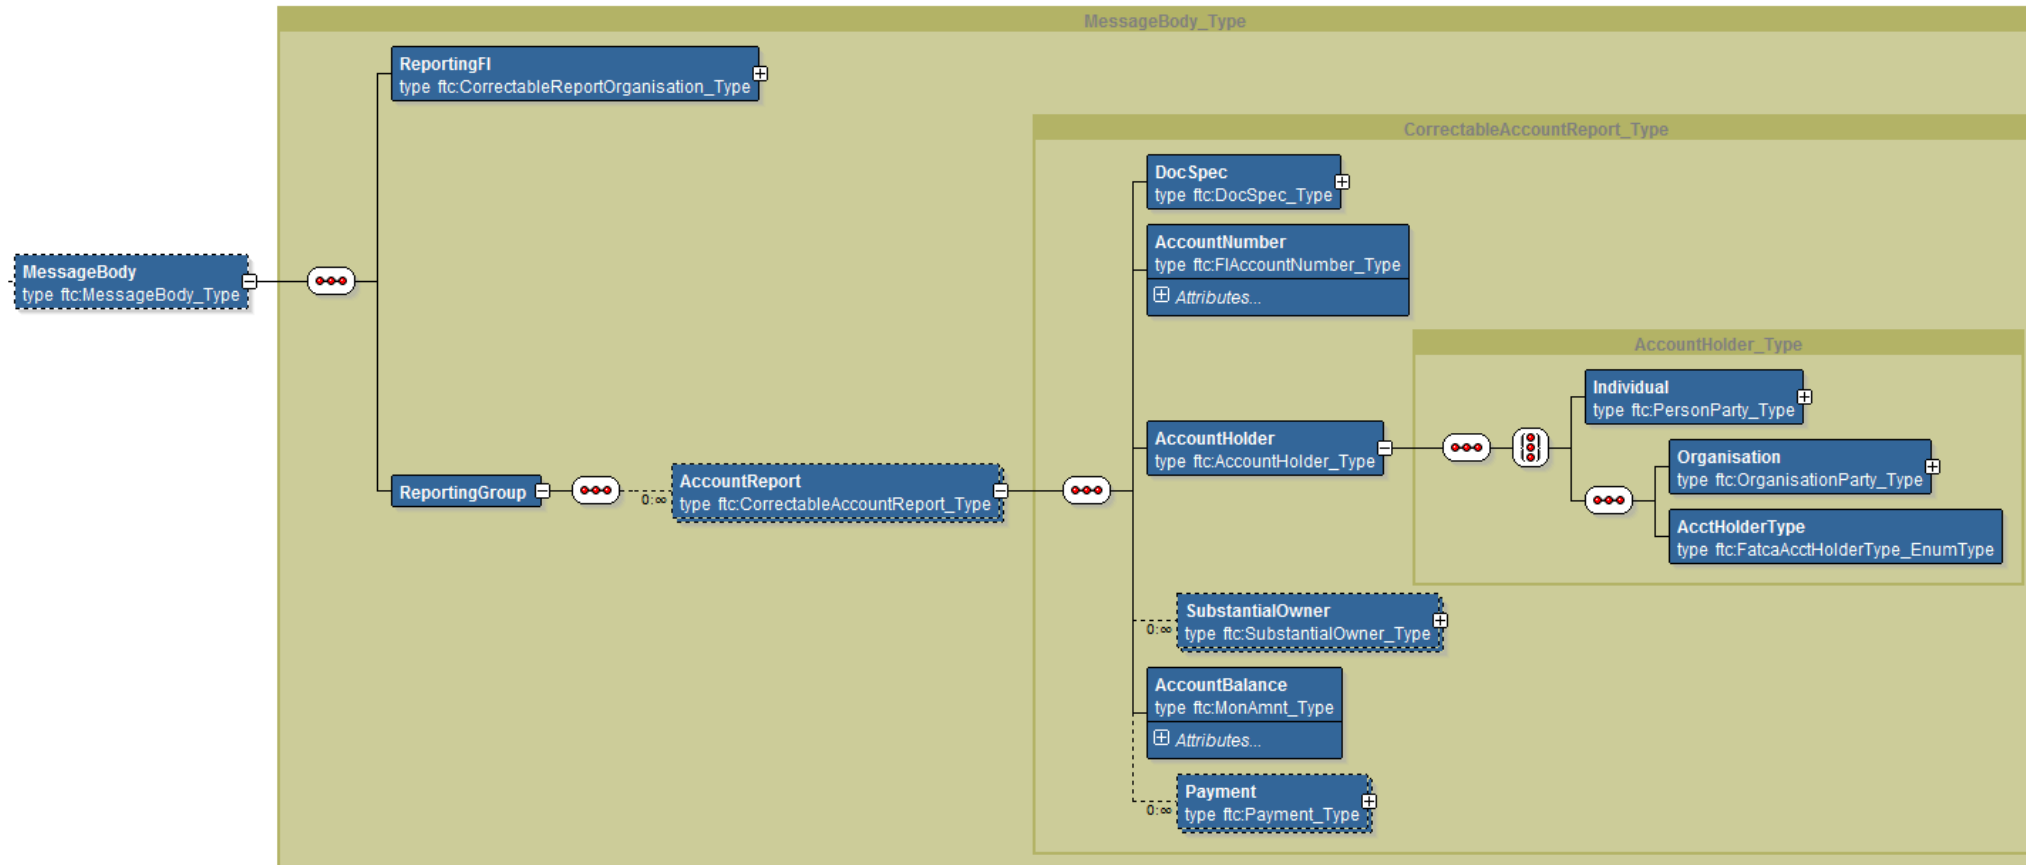 MessageBody_Type
ReportingFI
type ftc:CorrectableReportOrganisation_Type
CorrectableAccountReport_Type
DocSpec
type ftc:DocSpec_Type
AccountNumber
type ftc:FIAccountNumber_Type
Attributes...
MessageBody
type ftc:MessageBody_Type
AccountHolder_Type
Individual
type ftc:PersonParty_Type
AccountHolder
type ftc:AccountHolder_Type
Organisation
type ftc:OrganisationParty_Type
AcctHolderType
type ftc:FatcaAcctHolderType_EnumType
ReportingGroup
0:∞
AccountReport
type ftc:CorrectableAccountReport_Type
0:∞
SubstantialOwner
type ftc:SubstantialOwner_Type
AccountBalance
type ftc:MonAmnt_Type
Attributes...
0:∞
Payment
type ftc:Payment_Type